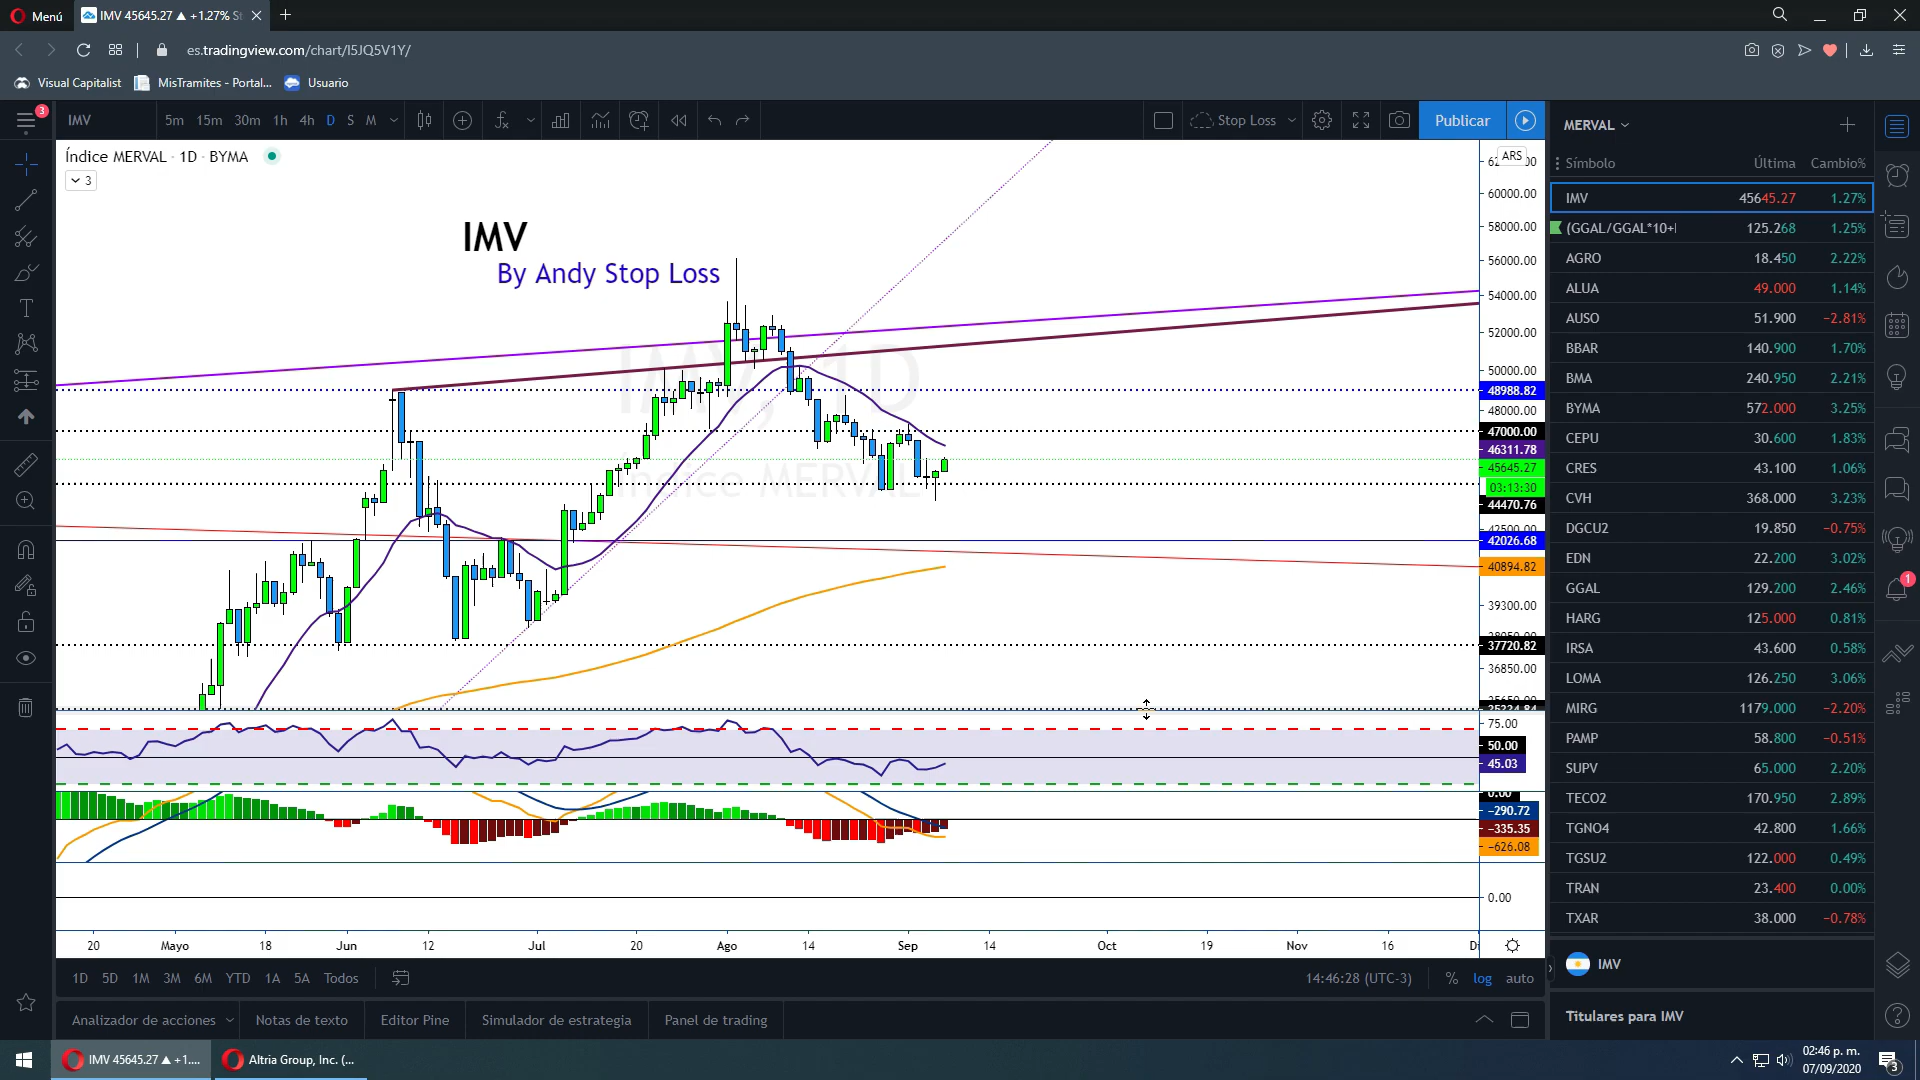 Menú
IMV 45645.27 ▲ +1.27% St
es.tradingview.com/chart/I5JQ5V1Y/
Visual Capitalist
MisTramites - Portal...
Usuario
3
IMV
5m 15m 30m 1h 4h D S M
Stop Loss
Publicar
Índice MERVAL · 1D · BYMA
3
ARS
IMV
By Andy Stop Loss
IMV, 1D
Índice MERVAL
60000.00
58000.00
56000.00
54000.00
52000.00
50000.00
48988.82
48000.00
47000.00
46311.78
45645.27
03:13:30
44470.76
42500.00
42026.68
40894.82
39300.00
37720.82
36850.00
75.00
50.00
45.03
0.00
−290.72
−335.35
−626.08
0.00
20 Mayo 18 Jun 12 Jul 20 Ago 14 Sep 14 Oct 19 Nov 16 Di
1D 5D 1M 3M 6M YTD 1A 5A Todos
14:46:28 (UTC-3)
% log auto
Analizador de acciones
Notas de texto
Editor Pine
Simulador de estrategia
Panel de trading
MERVAL
Símbolo Última Cambio%
IMV 45645.27 1.27%
(GGAL/GGAL*10+ 125.268 1.25%
AGRO 18.450 2.22%
ALUA 49.000 1.14%
AUSO 51.900 −2.81%
BBAR 140.900 1.70%
BMA 240.950 2.21%
BYMA 572.000 3.25%
CEPU 30.600 1.83%
CRES 43.100 1.06%
CVH 368.000 3.23%
DGCU2 19.850 −0.75%
EDN 22.200 3.02%
GGAL 129.200 2.46%
HARG 125.000 0.81%
IRSA 43.600 0.58%
LOMA 126.250 3.06%
MIRG 1179.000 −2.20%
PAMP 58.800 −0.51%
SUPV 65.000 2.20%
TECO2 170.950 2.89%
TGNO4 42.800 1.66%
TGSU2 122.000 0.49%
TRAN 23.400 0.00%
TXAR 38.000 −0.78%
IMV
Titulares para IMV
1
IMV 45645.27 ▲ +1....
Altria Group, Inc. (...
02:46 p. m.
07/09/2020
3